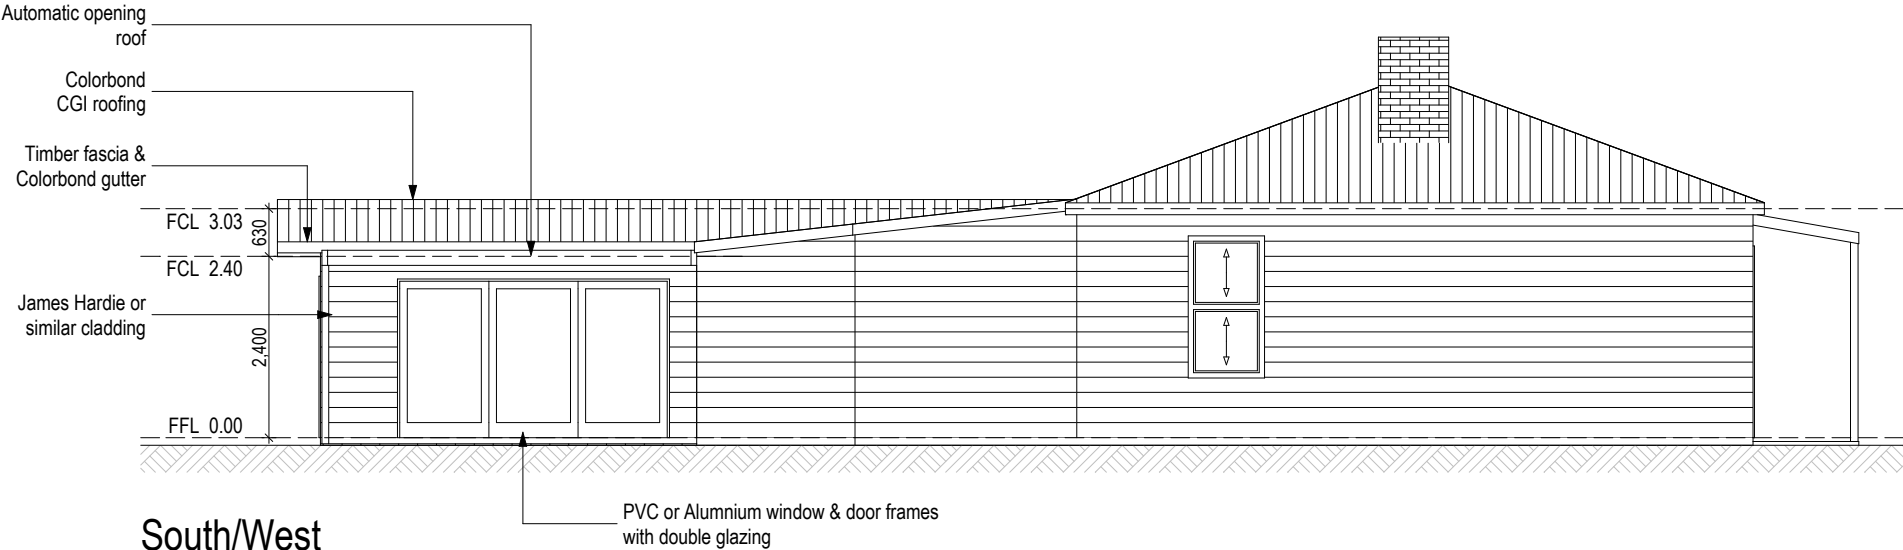 Automatic opening
roof
Colorbond
CGI roofing
Timber fascia &
Colorbond gutter
FCL 3.03
630
FCL 2.40
James Hardie or
similar cladding
2,400
FFL 0.00
PVC or Alumnium window & door frames
with double glazing
South/West